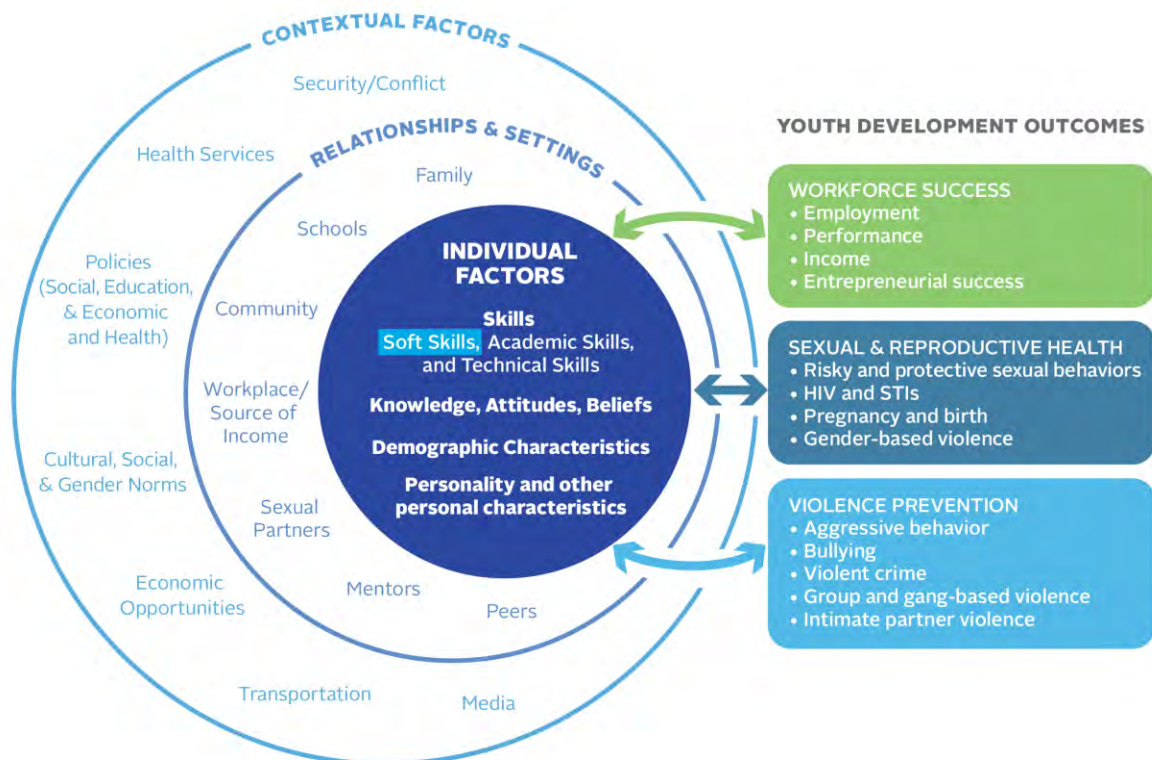 CONTEXTUAL FACTORS
Security/Conflict
Health Services
Policies
(Social, Education,
& Economic
and Health)
Cultural, Social,
& Gender Norms
Economic
Opportunities
Transportation
Media
RELATIONSHIPS & SETTINGS
Family
Schools
Community
Workplace/
Source of
Income
Sexual
Partners
Mentors
Peers
INDIVIDUAL
FACTORS
Skills
Soft Skills, Academic Skills,
and Technical Skills
Knowledge, Attitudes, Beliefs
Demographic Characteristics
Personality and other
personal characteristics
YOUTH DEVELOPMENT OUTCOMES
WORKFORCE SUCCESS
• Employment
• Performance
• Income
• Entrepreneurial success
SEXUAL & REPRODUCTIVE HEALTH
• Risky and protective sexual behaviors
• HIV and STIs
• Pregnancy and birth
• Gender-based violence
VIOLENCE PREVENTION
• Aggressive behavior
• Bullying
• Violent crime
• Group and gang-based violence
• Intimate partner violence